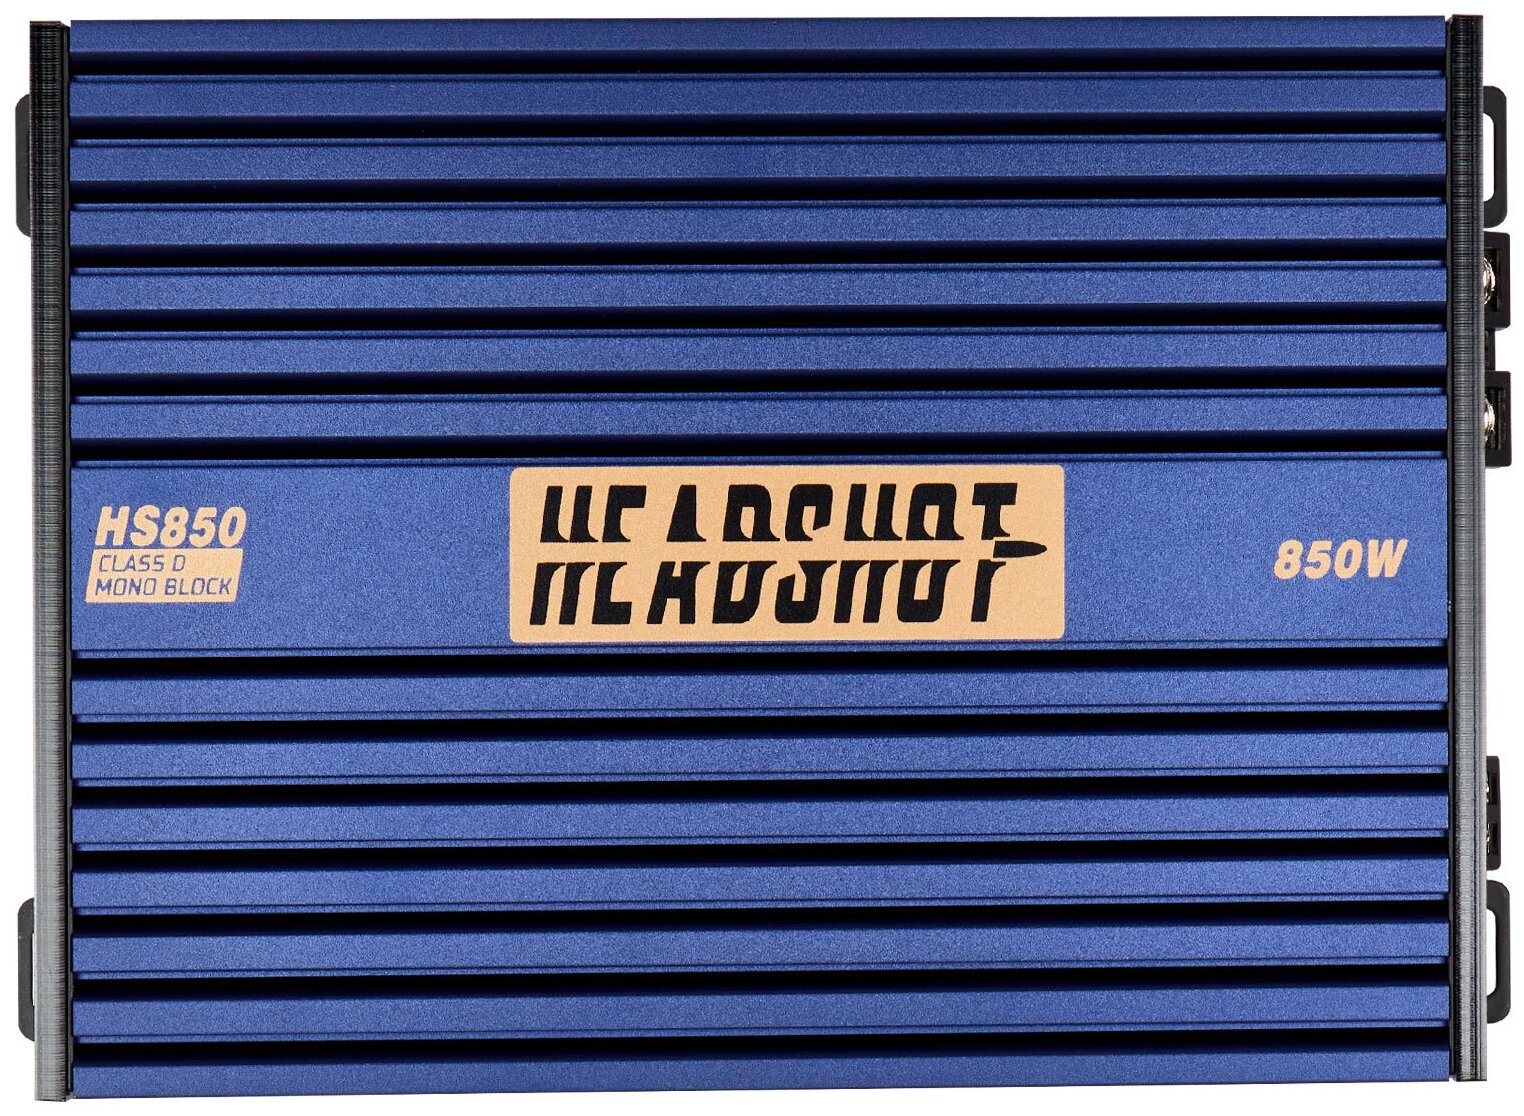 HS850
CLASS D
MONO BLOCK
HEADSHOT
850W